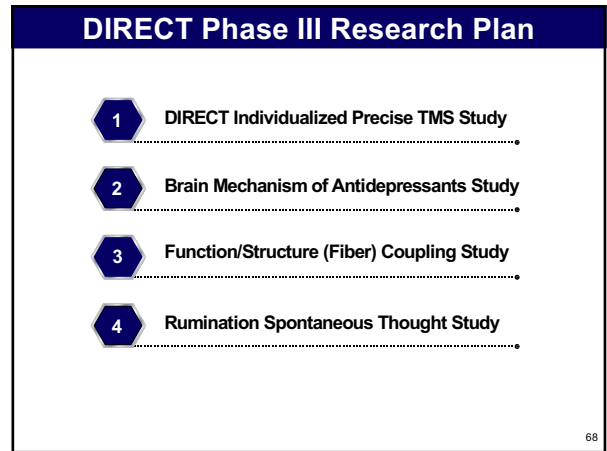 DIRECT Phase III Research Plan
1 DIRECT Individualized Precise TMS Study
2 Brain Mechanism of Antidepressants Study
3 Function/Structure (Fiber) Coupling Study
4 Rumination Spontaneous Thought Study
68